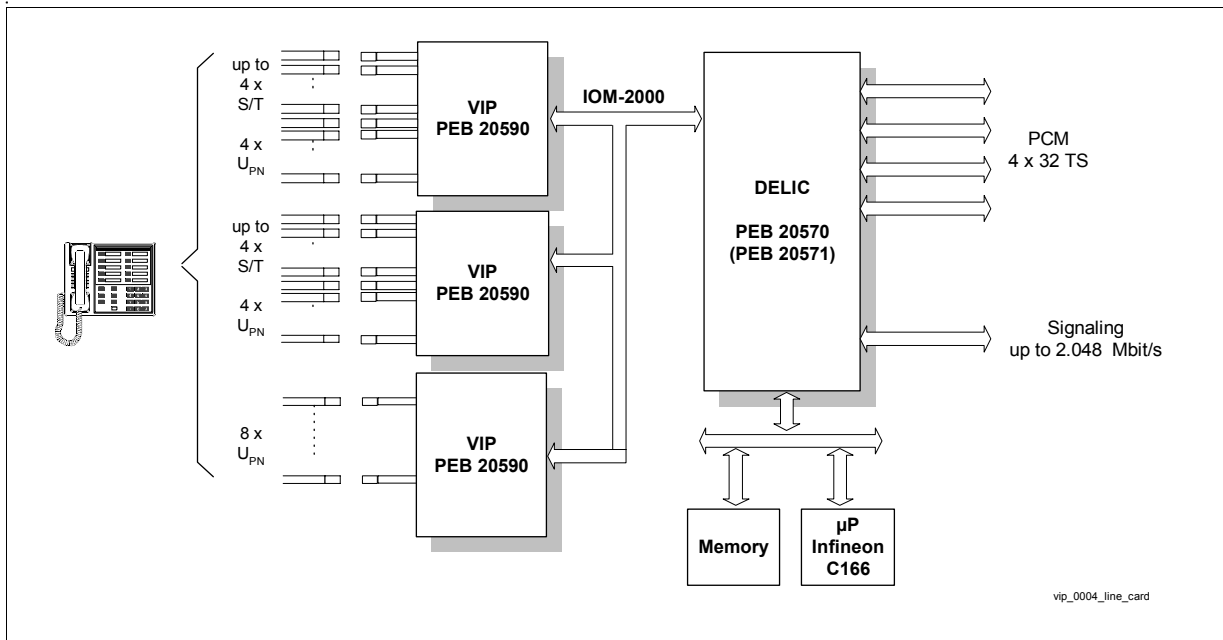 up to
4 x
S/T
4 x
UPN
VIP
PEB 20590
up to
4 x
S/T
4 x
UPN
VIP
PEB 20590
8 x
UPN
VIP
PEB 20590
IOM-2000
DELIC
PEB 20570
(PEB 20571)
PCM
4 x 32 TS
Signaling
up to 2.048 Mbit/s
Memory
µP
Infineon
C166
vip_0004_line_card